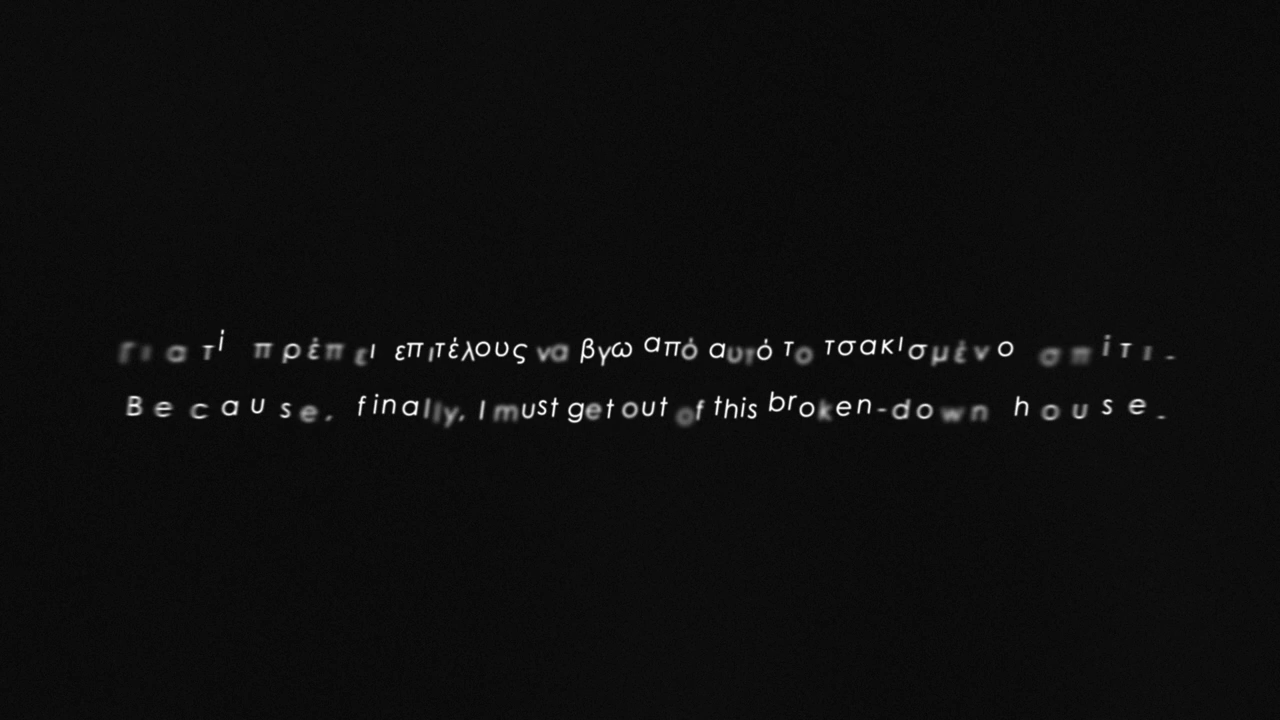 Γιατί πρέπει επιτέλους να βγω από αυτό το τσακισμένο σπίτι.
Because, finally, I must get out of this broken-down house.